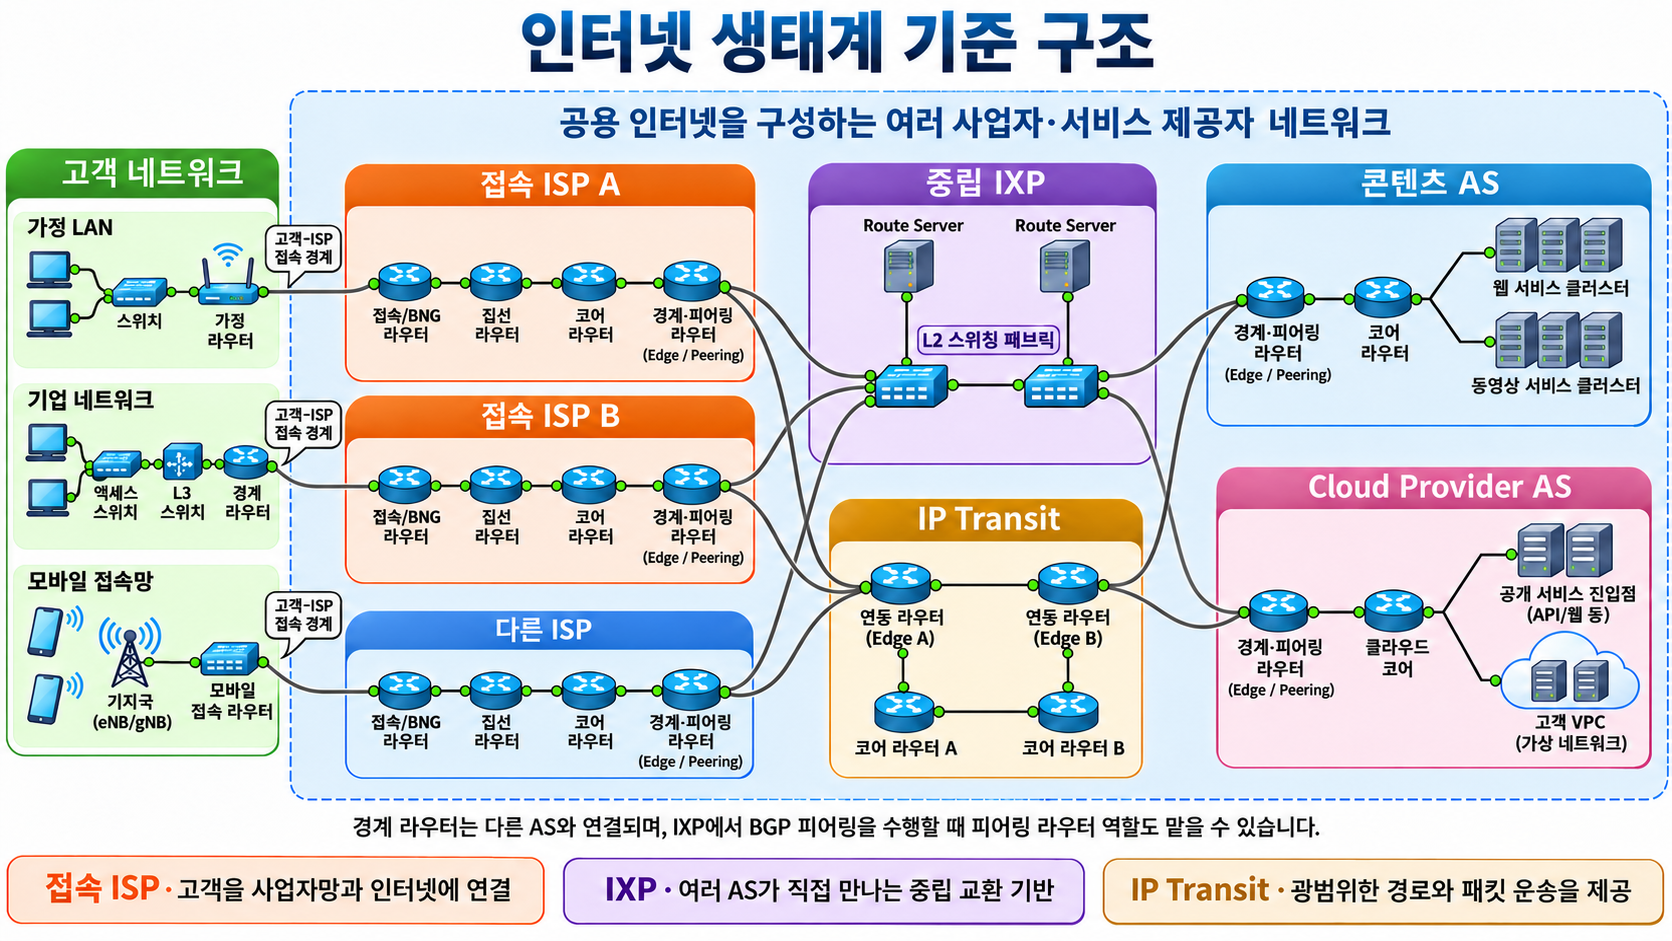 인터넷 생태계 기준 구조
공용 인터넷을 구성하는 여러 사업자·서비스 제공자 네트워크
고객 네트워크
가정 LAN
스위치
가정
라우터
고객-ISP
접속 경계
기업 네트워크
액세스
스위치
L3
스위치
경계
라우터
고객-ISP
접속 경계
모바일 접속망
기지국
(eNB/gNB)
모바일
접속 라우터
고객-ISP
접속 경계
접속 ISP A
접속/BNG
라우터
집선
라우터
코어
라우터
경계·피어링
라우터
(Edge / Peering)
접속 ISP B
접속/BNG
라우터
집선
라우터
코어
라우터
경계·피어링
라우터
(Edge / Peering)
다른 ISP
접속/BNG
라우터
집선
라우터
코어
라우터
경계·피어링
라우터
(Edge / Peering)
중립 IXP
Route Server
Route Server
L2 스위칭 패브릭
IP Transit
연동 라우터
(Edge A)
연동 라우터
(Edge B)
코어 라우터 A
코어 라우터 B
콘텐츠 AS
경계·피어링
라우터
(Edge / Peering)
코어
라우터
웹 서비스 클러스터
동영상 서비스 클러스터
Cloud Provider AS
경계·피어링
라우터
(Edge / Peering)
클라우드
코어
공개 서비스 진입점
(API/웹 등)
고객 VPC
(가상 네트워크)
경계 라우터는 다른 AS와 연결되며, IXP에서 BGP 피어링을 수행할 때 피어링 라우터 역할도 맡을 수 있습니다.
접속 ISP · 고객을 사업자망과 인터넷에 연결
IXP · 여러 AS가 직접 만나는 중립 교환 기반
IP Transit · 광범위한 경로와 패킷 운송을 제공